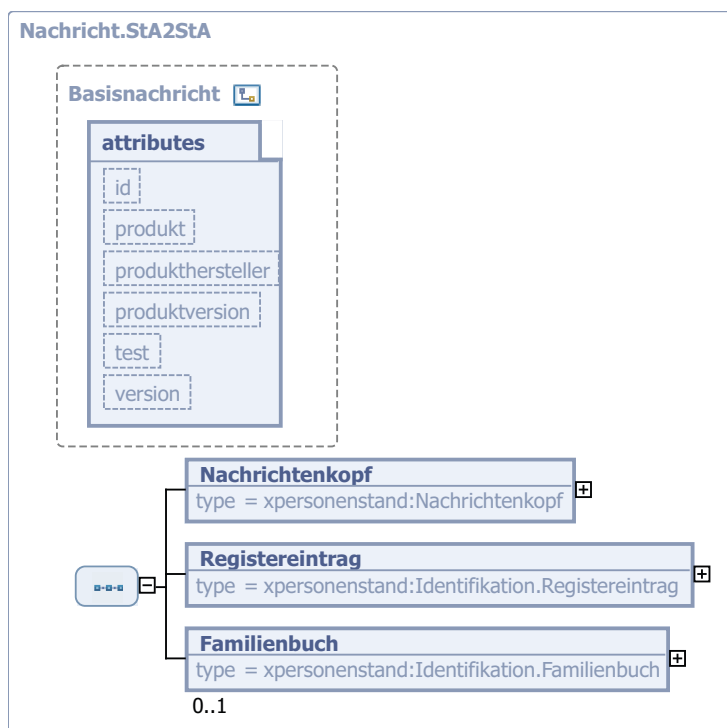 Nachricht.StA2StA
Basisnachricht
attributes
id
produkt
produkthersteller
produktversion
test
version
Nachrichtenkopf
type = xpersonenstand:Nachrichtenkopf
Registereintrag
type = xpersonenstand:Identifikation.Registereintrag
Familienbuch
type = xpersonenstand:Identifikation.Familienbuch
0..1